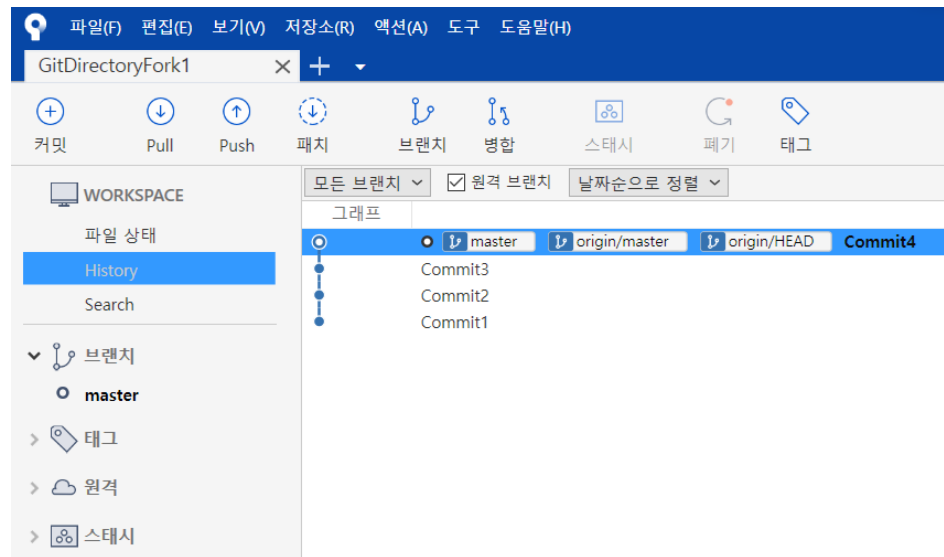 파일(F) 편집(E) 보기(V) 저장소(R) 액션(A) 도구 도움말(H)
GitDirectoryFork1
커밋 Pull Push 패치 브랜치 병합 스태시 폐기 태그
WORKSPACE
파일 상태
History
Search
브랜치
master
태그
원격
스태시
모든 브랜치 원격 브랜치 날짜순으로 정렬
그래프
master origin/master origin/HEAD Commit4
Commit3
Commit2
Commit1